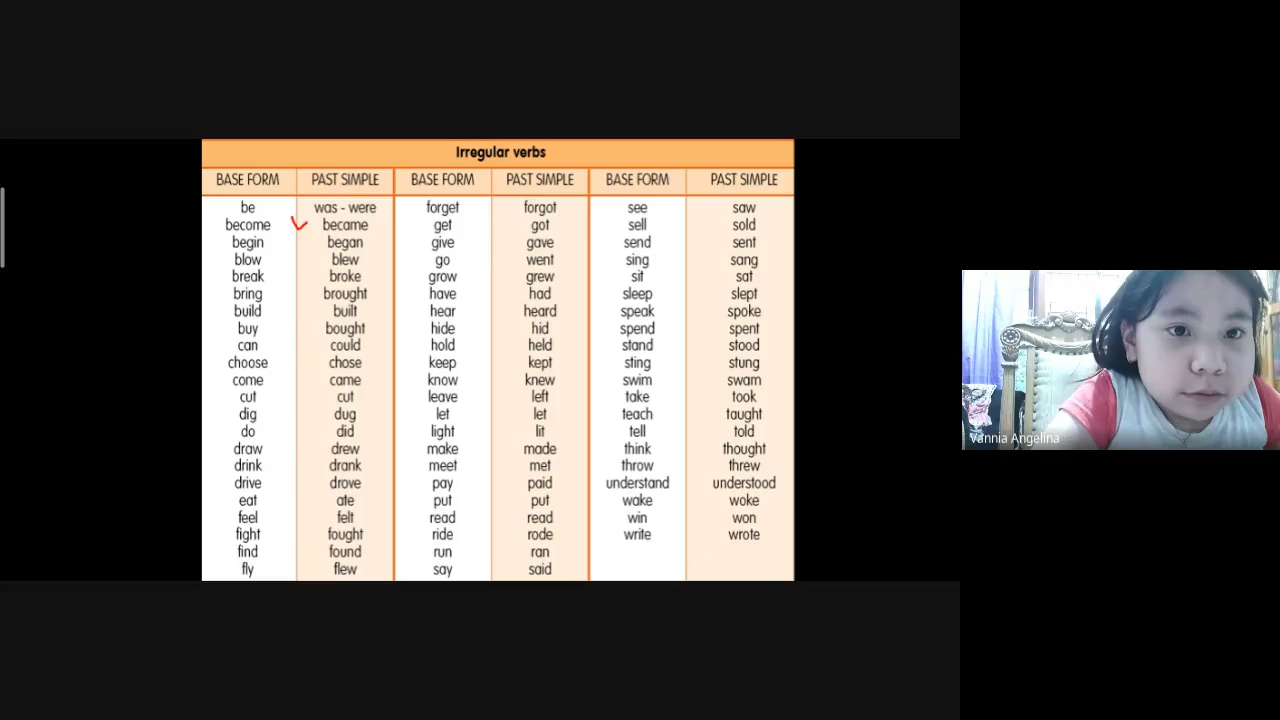 Irregular verbs
BASE FORM PAST SIMPLE BASE FORM PAST SIMPLE BASE FORM PAST SIMPLE
be was - were forget forgot see saw
become became get got sell sold
begin began give gave send sent
blow blew go went sing sang
break broke grow grew sit sat
bring brought have had sleep slept
build built hear heard speak spoke
buy bought hide hid spend spent
can could hold held stand stood
choose chose keep kept sting stung
come came know knew swim swam
cut cut leave left take took
dig dug let let teach taught
do did light lit tell told
draw drew make made think thought
drink drank meet met throw threw
drive drove pay paid understand understood
eat ate put put wake woke
feel felt read read win won
fight fought ride rode write wrote
find found run ran
fly flew say said
Vannia Angelina